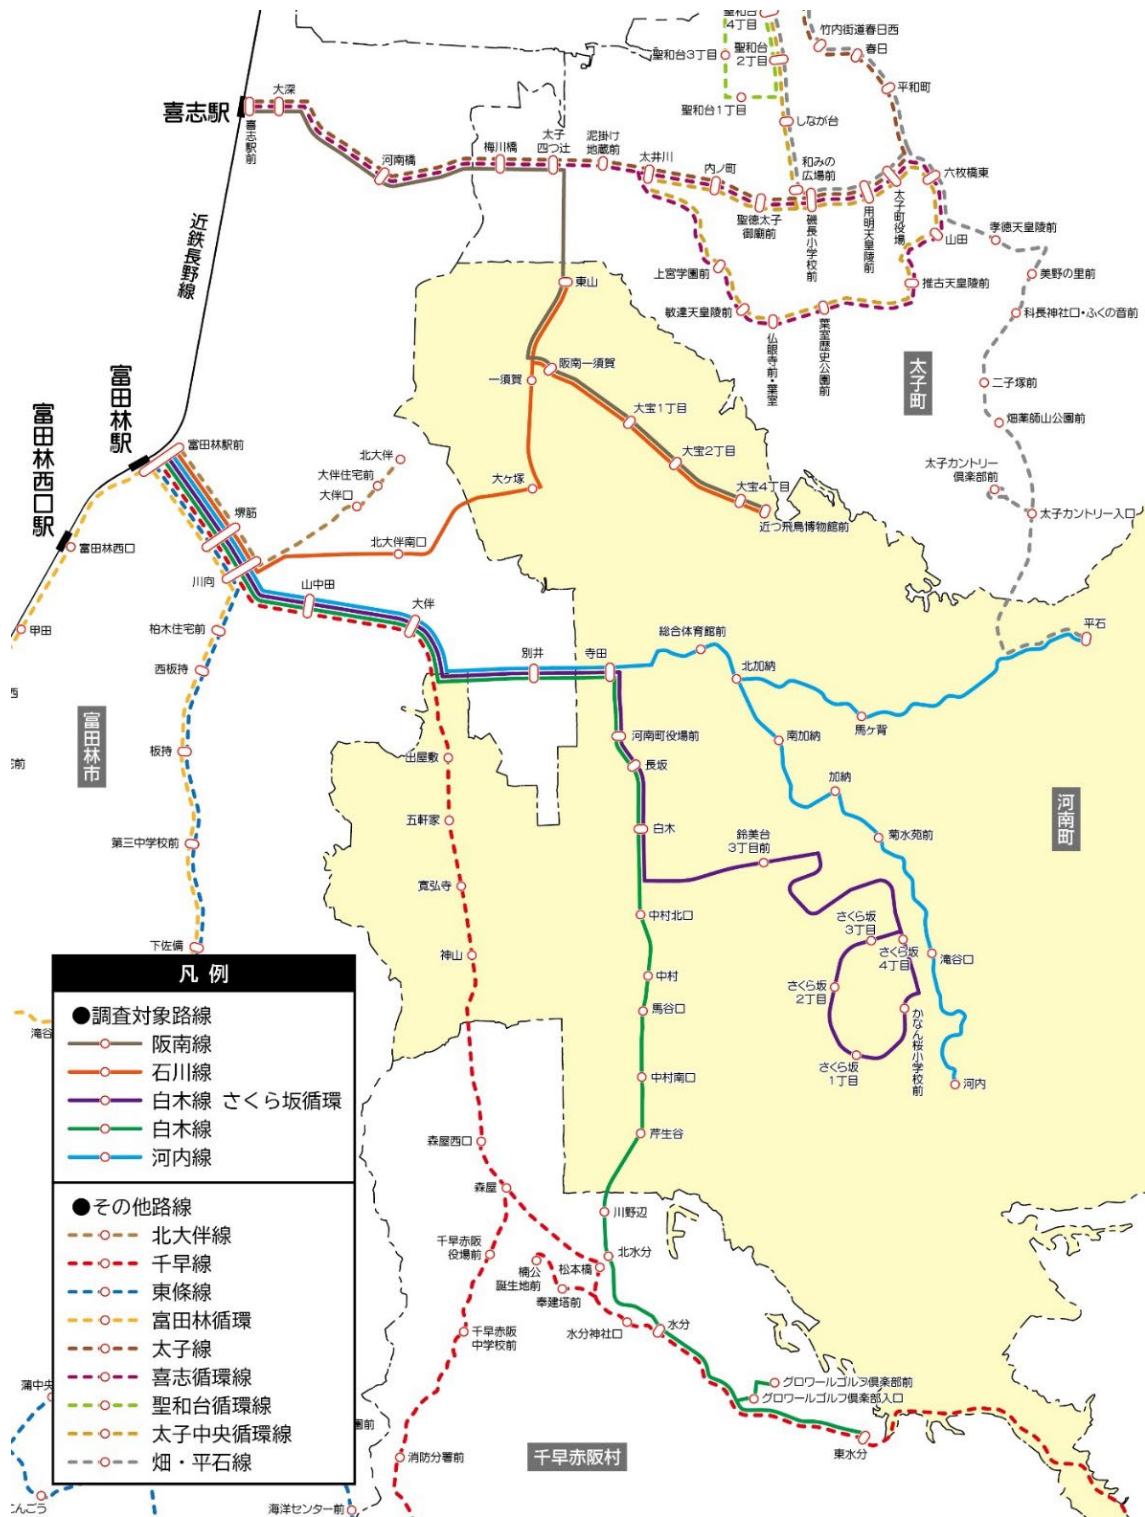 聖和台
4丁目
竹内街道春日西
聖和台3丁目
聖和台
2丁目
春日
平和町
聖和台1丁目
しなが台
喜志駅
大深
喜志駅前
河南橋
梅川橋
太子
四つ辻
泥掛け
地蔵前
太井川
内ノ町
和みの
広場前
聖徳太子
御廟前
磯長小学校前
用明天皇陵前
太子町役場
六枚橋東
山田
孝徳天皇陵前
近鉄長野線
上宮学園前
推古天皇陵前
美野の里前
東山
敏達天皇陵前
仏眼寺前・葉室
葉室歴史公園前
科長神社口・ふくの音前
太子町
阪南一須賀
一須賀
二子塚前
富田林駅
富田林西口駅
大宝1丁目
畑薬師山公園前
富田林駅前
北大伴
大伴住宅前
大伴口
大宝2丁目
大ヶ塚
大宝4丁目
近つ飛鳥博物館前
太子カントリー
倶楽部前
太子カントリー入口
堺筋
富田林西口
北大伴南口
川向
山中田
大伴
甲田
柏木住宅前
西板持
別井
寺田
総合体育館前
北加納
平石
西
富田林市
河南町役場前
馬ヶ背
南加納
板持
出屋敷
長坂
加納
河南町
五軒家
白木
鈴美台
3丁目前
菊水苑前
第三中学校前
寛弘寺
中村北口
さくら坂
3丁目
さくら坂
4丁目
滝谷口
下佐備
神山
中村
さくら坂
2丁目
馬谷口
かなん桜小学校前
滝谷
さくら坂
1丁目
中村南口
河内
芹生谷
凡例
●調査対象路線
阪南線
石川線
白木線 さくら坂循環
白木線
河内線
●その他路線
北大伴線
千早線
東條線
富田林循環
太子線
喜志循環線
聖和台循環線
太子中央循環線
畑・平石線
森屋西口
森屋
川野辺
千早赤阪
役場前
北水分
楠公
誕生地前
松本橋
奉建塔前
水分神社口
水分
千早赤阪
中学校前
グロワールゴルフ倶楽部前
グロワールゴルフ倶楽部入口
東水分
蒲中央
園前
消防分署前
千早赤阪村
こんごう
海洋センター前